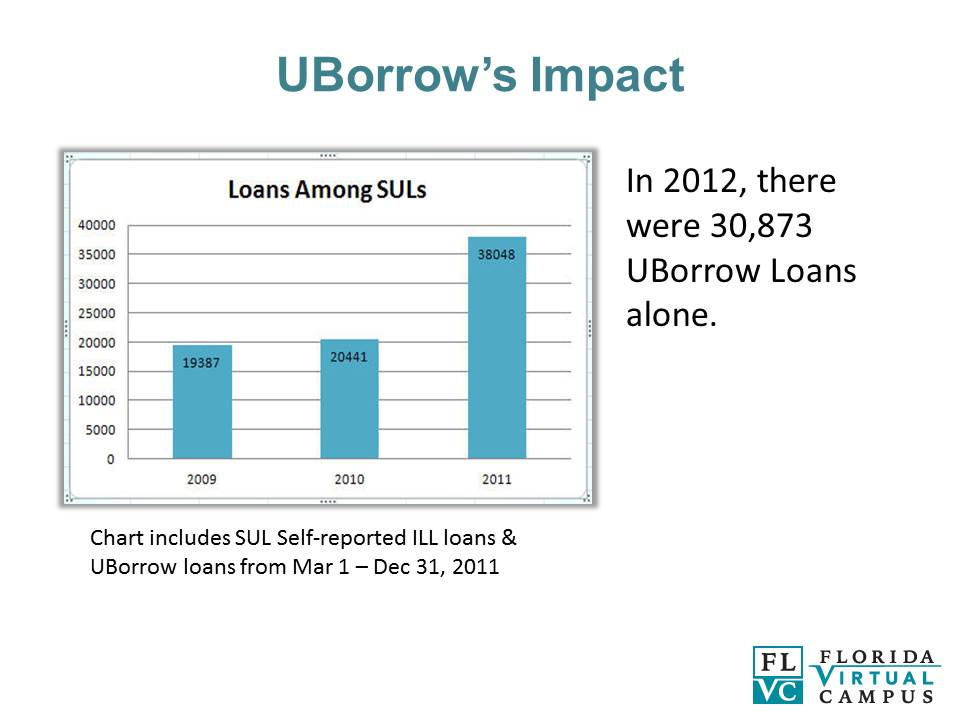 UBorrow’s Impact
Loans Among SULs
40000
35000
30000
25000
20000
15000
10000
5000
0
19387
20441
38048
2009
2010
2011
In 2012, there
were 30,873
UBorrow Loans
alone.
Chart includes SUL Self-reported ILL loans &
UBorrow loans from Mar 1 – Dec 31, 2011
FL
VC
FLORIDA
VIRTUAL
CAMPUS